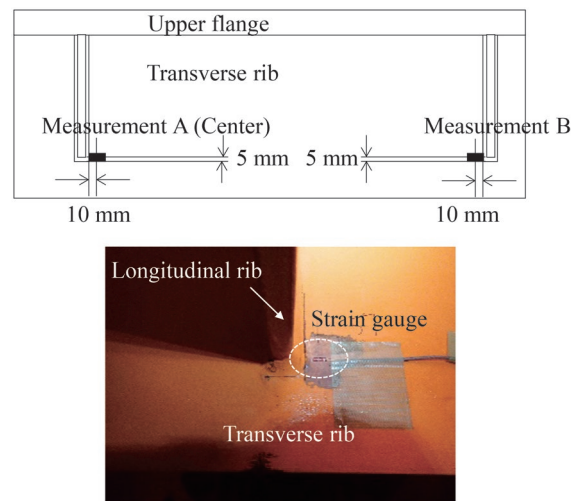 Upper flange
Transverse rib
Measurement A (Center)
Measurement B
5 mm
5 mm
10 mm
10 mm
Longitudinal rib
Strain gauge
Transverse rib